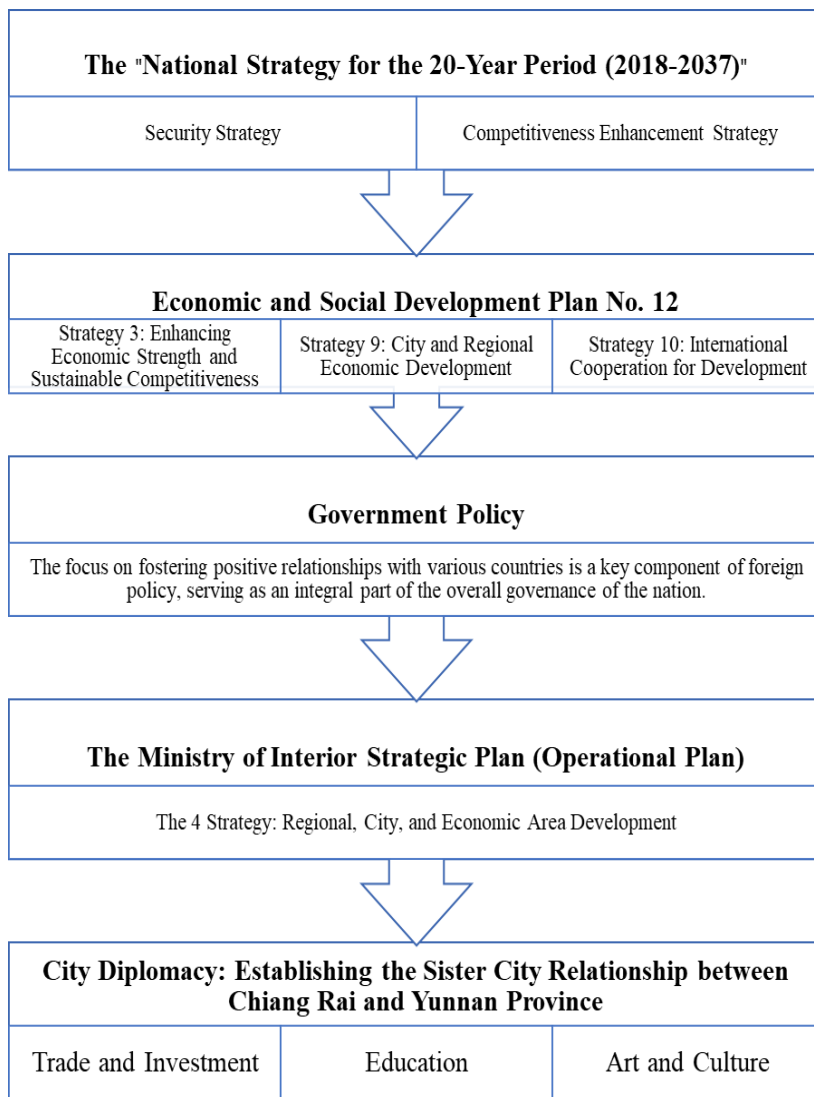 The "National Strategy for the 20-Year Period (2018-2037)"
Security Strategy
Competitiveness Enhancement Strategy
Economic and Social Development Plan No. 12
Strategy 3: Enhancing
Economic Strength and
Sustainable Competitiveness
Strategy 9: City and Regional
Economic Development
Strategy 10: International
Cooperation for Development
Government Policy
The focus on fostering positive relationships with various countries is a key component of foreign
policy, serving as an integral part of the overall governance of the nation.
The Ministry of Interior Strategic Plan (Operational Plan)
The 4 Strategy: Regional, City, and Economic Area Development
City Diplomacy: Establishing the Sister City Relationship between
Chiang Rai and Yunnan Province
Trade and Investment
Education
Art and Culture